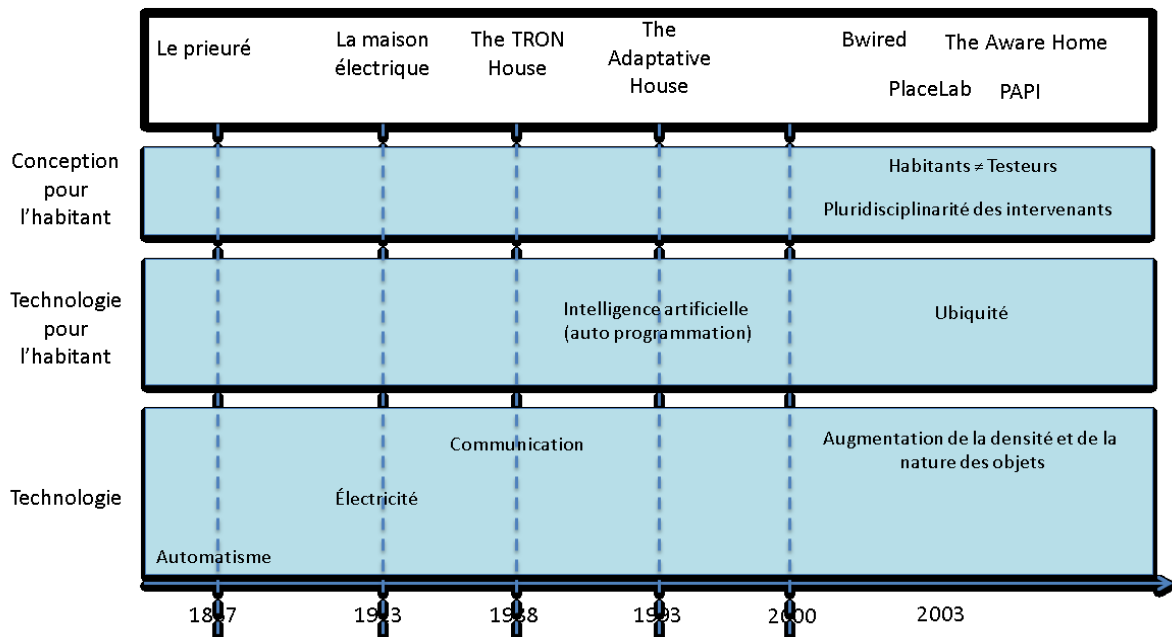 Le prieuré
La maison
électrique
The TRON
House
The
Adaptative
House
Bwired
The Aware Home
PlaceLab
PAPI
Conception
pour
l'habitant
Habitants ≠ Testeurs
Pluridisciplinarité des intervenants
Technologie
pour
l'habitant
Intelligence artificielle
(auto programmation)
Ubiquité
Technologie
Communication
Augmentation de la densité et de la
nature des objets
Électricité
Automatisme
1993
2000
2003